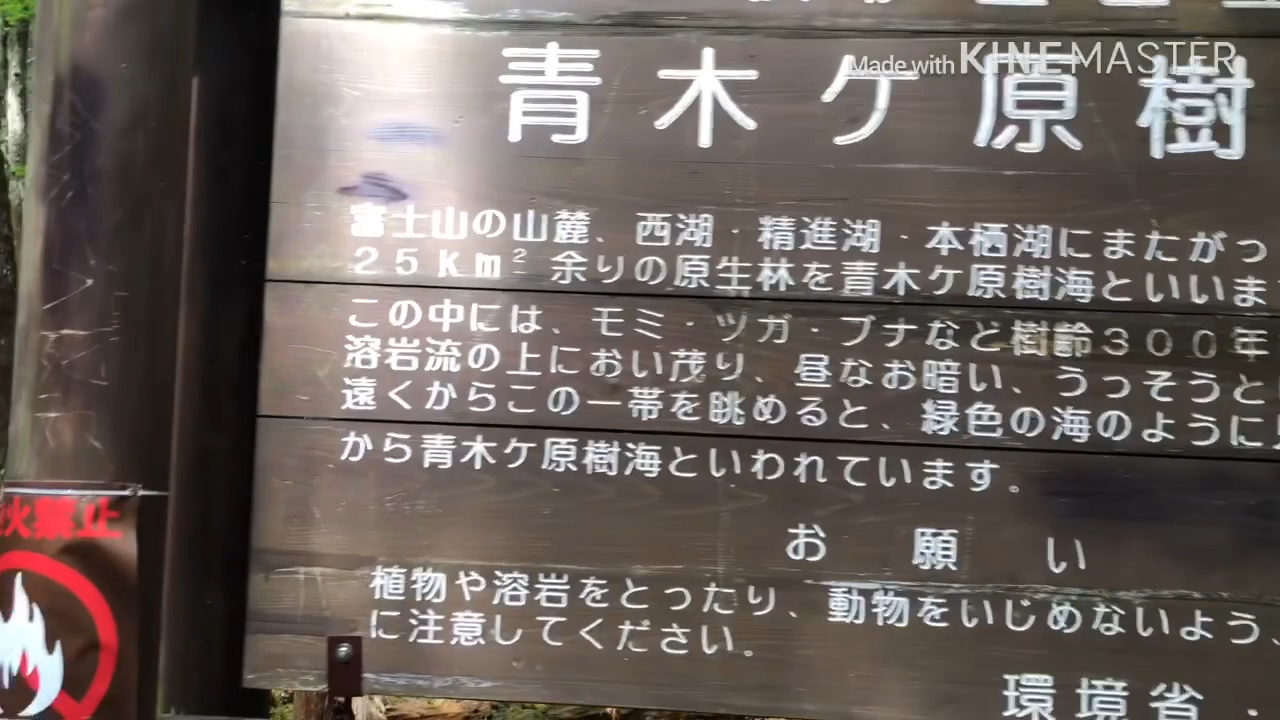 Made with KINEMASTER
青木ケ原樹
富士山の山麓、西湖・精進湖・本栖湖にまたがっ
25Km² 余りの原生林を青木ケ原樹海といいま
この中には、モミ・ツガ・ブナなど樹齢300年
溶岩流の上におい茂り、昼なお暗い、うっそうと
遠くからこの一帯を眺めると、緑色の海のように
から青木ケ原樹海といわれています。
お願い
植物や溶岩をとったり、動物をいじめないよう、
に注意してください。
環境省・
火禁止